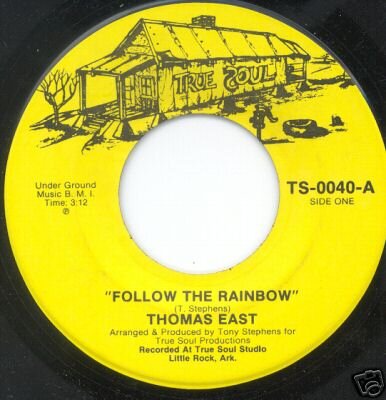 TRUE SOUL
Under Ground
Music B. M. I.
Time; 3:12
℗
TS-0040-A
SIDE ONE
"FOLLOW THE RAINBOW"
(T. Stephens)
THOMAS EAST
Arranged & Produced by Tony Stephens for
True Soul Productions
Recorded At True Soul Studio
Little Rock, Ark.